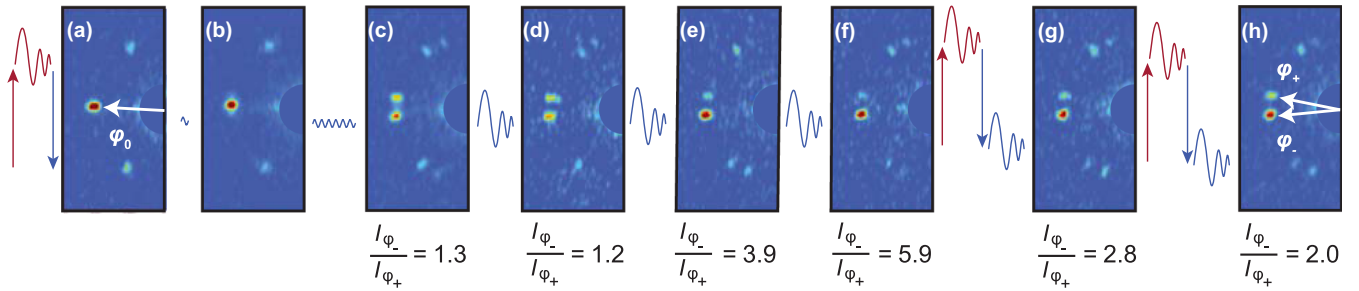 (a)
(b)
(c)
(d)
(e)
(f)
(g)
(h)
φ0
φ+
φ-
Iφ- / Iφ+ = 1.3
Iφ- / Iφ+ = 1.2
Iφ- / Iφ+ = 3.9
Iφ- / Iφ+ = 5.9
Iφ- / Iφ+ = 2.8
Iφ- / Iφ+ = 2.0